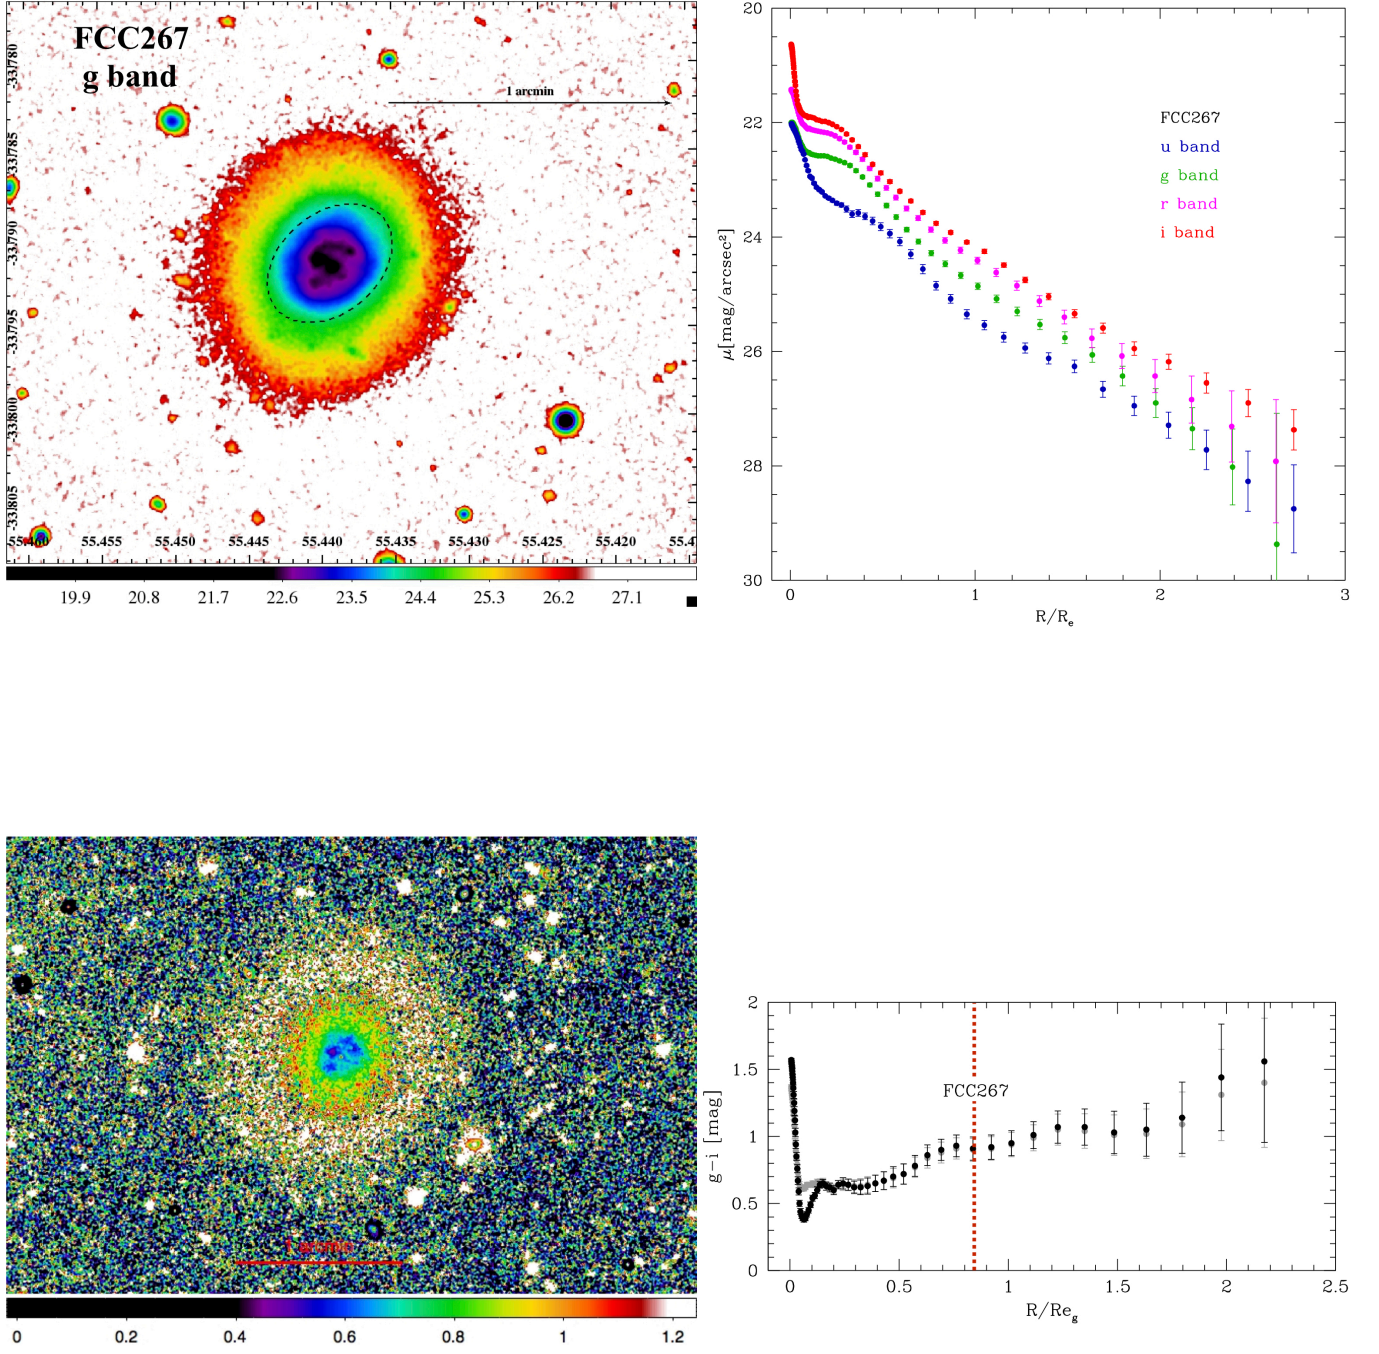 FCC267
g band
1 arcmin
-33.780
-33.785
-33.790
-33.795
-33.800
-33.805
55.460 55.455 55.450 55.445 55.440 55.435 55.430 55.425 55.420 55.4
19.9 20.8 21.7 22.6 23.5 24.4 25.3 26.2 27.1
20
22
24
26
28
30
μ[mag/arcsec²]
FCC267
u band
g band
r band
i band
0 1 2 3
R/Re
1 arcmin
0 0.2 0.4 0.6 0.8 1 1.2
2
1.5
1
0.5
0
g-i [mag]
FCC267
0 0.5 1 1.5 2 2.5
R/Reg